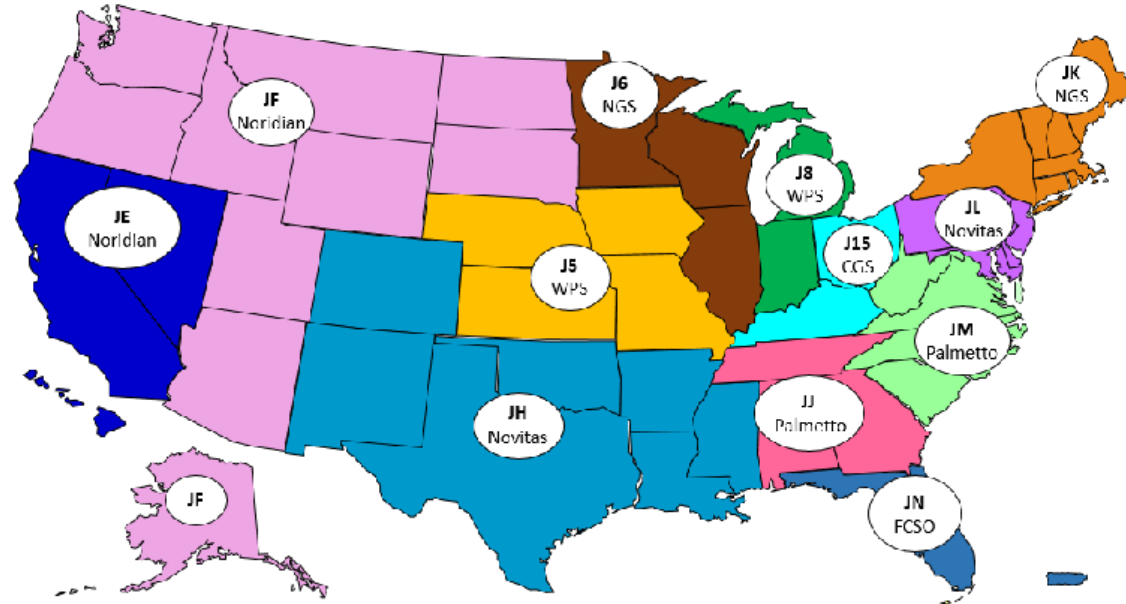 JF
Noridian
J6
NGS
JK
NGS
J8
WPS
JE
Noridian
JL
Novitas
J15
CGS
J5
WPS
JM
Palmetto
JH
Novitas
JJ
Palmetto
JF
JN
FCSO